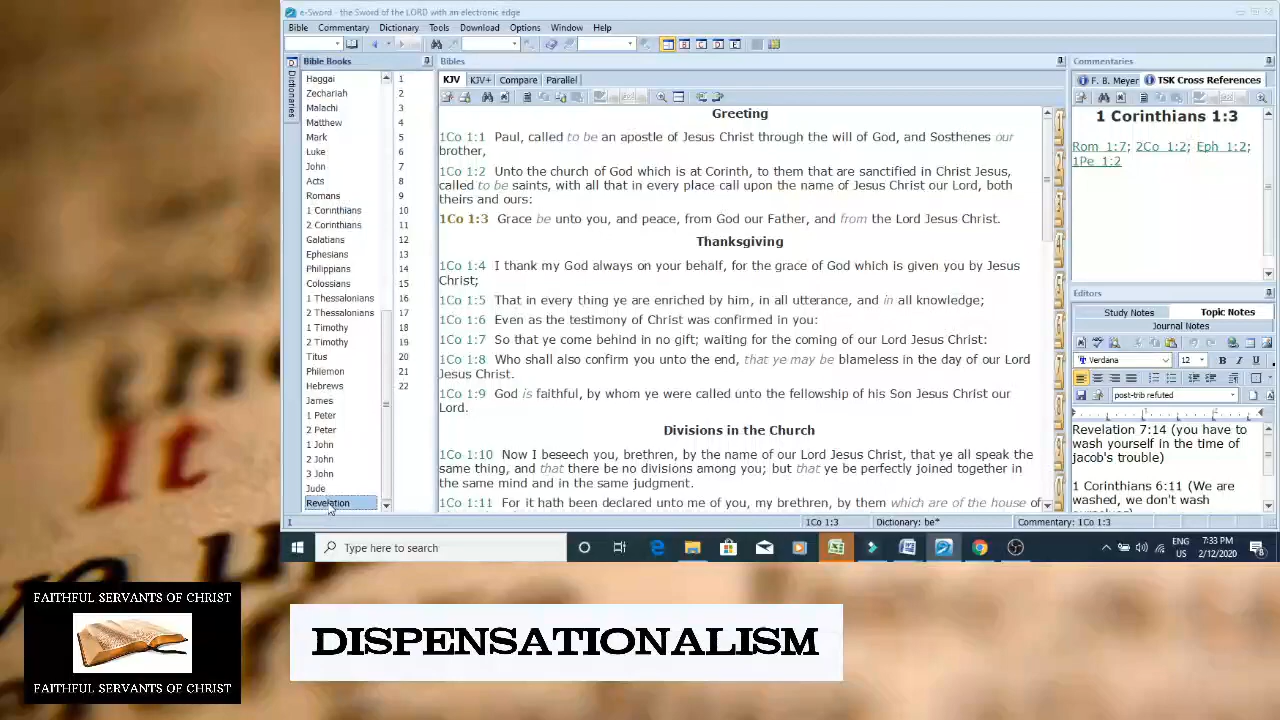 e-Sword - the Sword of the LORD with an electronic edge
Bible Commentary Dictionary Tools Download Options Window Help
Bible Books
Dictionaries
Haggai
Zechariah
Malachi
Matthew
Mark
Luke
John
Acts
Romans
1 Corinthians
2 Corinthians
Galatians
Ephesians
Philippians
Colossians
1 Thessalonians
2 Thessalonians
1 Timothy
2 Timothy
Titus
Philemon
Hebrews
James
1 Peter
2 Peter
1 John
2 John
3 John
Jude
Revelation
1
2
3
4
5
6
7
8
9
10
11
12
13
14
15
16
17
18
19
20
21
22
Bibles
KJV KJV+ Compare Parallel
Greeting
1Co 1:1 Paul, called to be an apostle of Jesus Christ through the will of God, and Sosthenes our
brother,
1Co 1:2 Unto the church of God which is at Corinth, to them that are sanctified in Christ Jesus,
called to be saints, with all that in every place call upon the name of Jesus Christ our Lord, both
theirs and ours:
1Co 1:3 Grace be unto you, and peace, from God our Father, and from the Lord Jesus Christ.
Thanksgiving
1Co 1:4 I thank my God always on your behalf, for the grace of God which is given you by Jesus
Christ;
1Co 1:5 That in every thing ye are enriched by him, in all utterance, and in all knowledge;
1Co 1:6 Even as the testimony of Christ was confirmed in you:
1Co 1:7 So that ye come behind in no gift; waiting for the coming of our Lord Jesus Christ:
1Co 1:8 Who shall also confirm you unto the end, that ye may be blameless in the day of our Lord
Jesus Christ.
1Co 1:9 God is faithful, by whom ye were called unto the fellowship of his Son Jesus Christ our
Lord.
Divisions in the Church
1Co 1:10 Now I beseech you, brethren, by the name of our Lord Jesus Christ, that ye all speak the
same thing, and that there be no divisions among you; but that ye be perfectly joined together in
the same mind and in the same judgment.
1Co 1:11 For it hath been declared unto me of you, my brethren, by them which are of the house of
Commentaries
F. B. Meyer TSK Cross References
1 Corinthians 1:3
Rom 1:7; 2Co 1:2; Eph 1:2;
1Pe 1:2
Editors
Study Notes Topic Notes
Journal Notes
Verdana 12 B I U
post-trib refuted
Revelation 7:14 (you have to
wash yourself in the time of
jacob's trouble)
1 Corinthians 6:11 (We are
washed, we don't wash
1 1Co 1:3 Dictionary: be* Commentary: 1Co 1:3
Type here to search
ENG
US
7:33 PM
2/12/2020
8
It
FAITHFUL SERVANTS OF CHRIST
FAITHFUL SERVANTS OF CHRIST
DISPENSATIONALISM